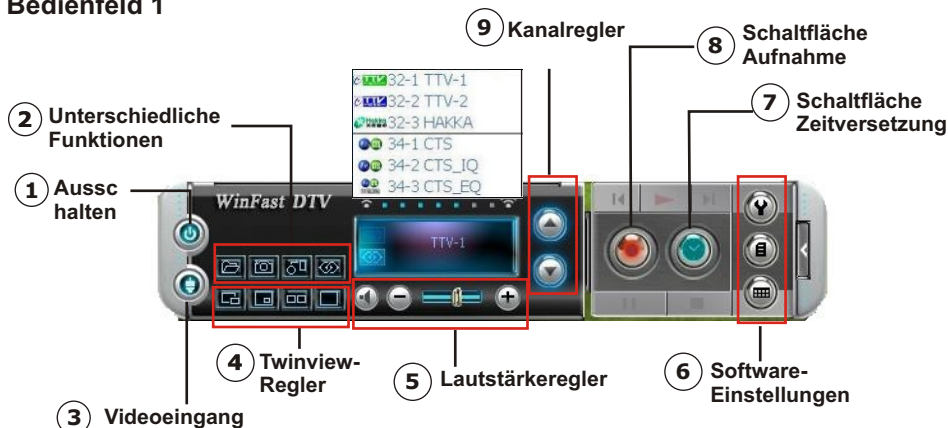 Bedienfeld 1
9 Kanalregler
8 Schaltfläche
Aufnahme
32-1 TTV-1
32-2 TTV-2
32-3 HAKKA
34-1 CTS
34-2 CTS_IQ
34-3 CTS_EQ
2 Unterschiedliche
Funktionen
7 Schaltfläche
Zeitversetzung
1 Aussc
halten
WinFast DTV
TTV-1
4 Twinview-
Regler
5 Lautstärkeregler
6 Software-
Einstellungen
3 Videoeingang